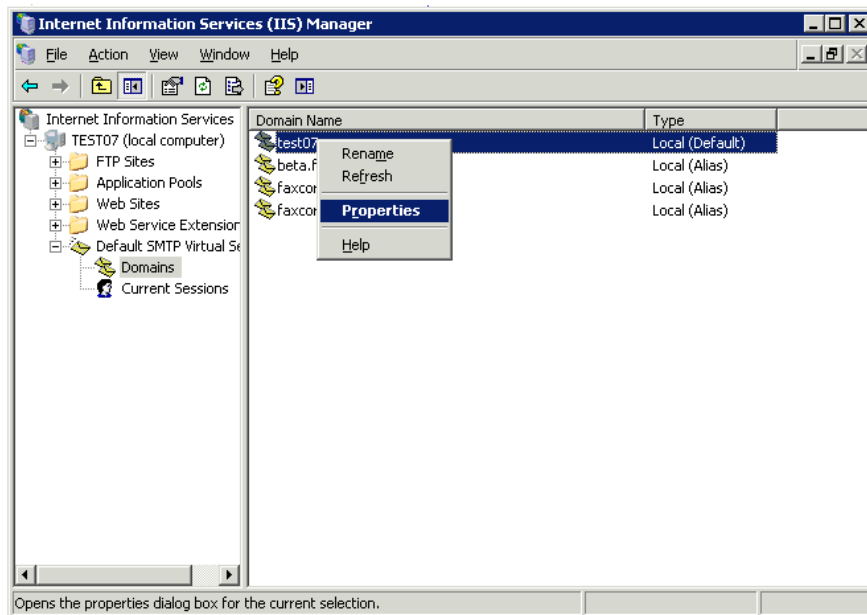 Internet Information Services (IIS) Manager
File Action View Window Help
Internet Information Services
Domain Name Type
TEST07 (local computer)
test07 Local (Default)
FTP Sites
beta.f Local (Alias)
Application Pools
faxcor Local (Alias)
Web Sites
faxcor Local (Alias)
Web Service Extension
Default SMTP Virtual Se
Domains
Current Sessions
Rename
Refresh
Properties
Help
Opens the properties dialog box for the current selection.